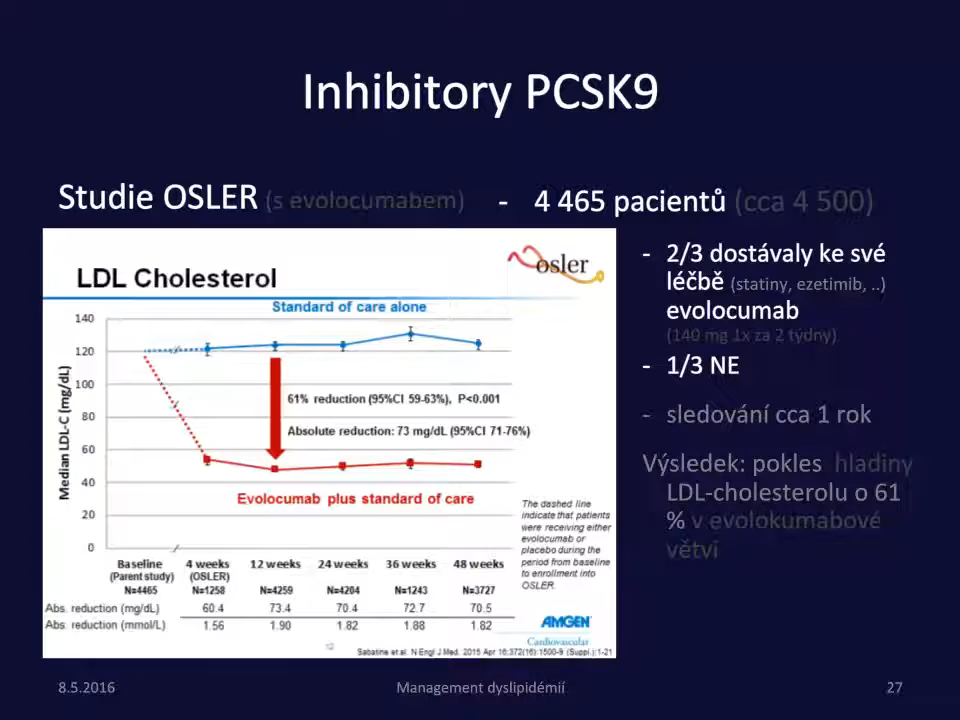 Inhibitory PCSK9
Studie OSLER (s evolocumabem)
- 4 465 pacientů (cca 4 500)
osler
LDL Cholesterol
Standard of care alone
140
120
100
80
60
40
20
0
Median LDL-C (mg/dL)
61% reduction (95%CI 59-63%), P<0.001
Absolute reduction: 73 mg/dL (95%CI 71-76%)
Evolocumab plus standard of care
The dashed line
indicate that patients
were receiving either
evolocumab or
placebo during the
period from baseline
to enrollment into
OSLER.
Baseline 4 weeks 12 weeks 24 weeks 36 weeks 48 weeks
(Parent study) (OSLER)
N=4465 N=1258 N=4259 N=4204 N=1243 N=3727
Abs. reduction (mg/dL) 60.4 73.4 70.4 72.7 70.5
Abs. reduction (mmol/L) 1.56 1.90 1.82 1.88 1.82
AMGEN
Cardiovascular
Sabatine et al. N Engl J Med. 2015 Apr 16;372(16):1500-9 (Suppl.):1-21
- 2/3 dostávaly ke své
léčbě (statiny, ezetimib, ..)
evolocumab
(140 mg 1x za 2 týdny)
- 1/3 NE
- sledování cca 1 rok
Výsledek: pokles hladiny
LDL-cholesterolu o 61
% v evolokumabové
větvi
8.5.2016
Management dyslipidémií
27